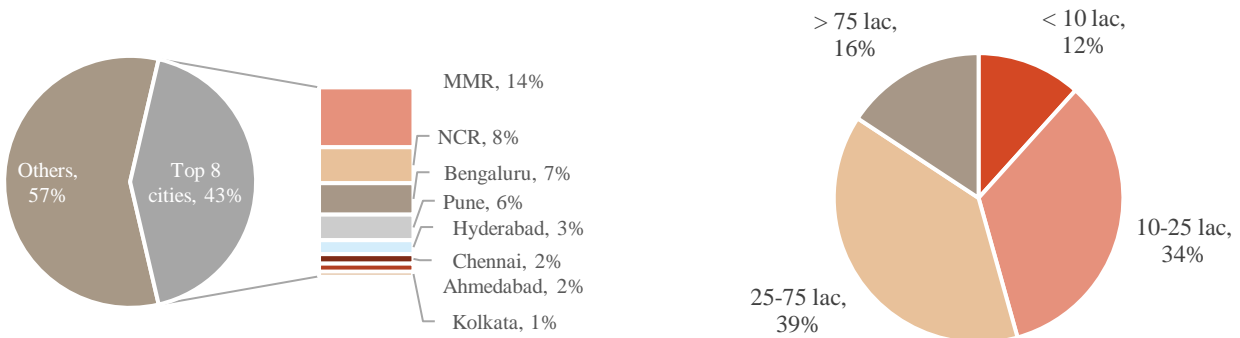 MMR, 14%
NCR, 8%
Bengaluru, 7%
Pune, 6%
Hyderabad, 3%
Chennai, 2%
Ahmedabad, 2%
Kolkata, 1%
Others,
57%
Top 8
cities, 43%
> 75 lac,
16%
< 10 lac,
12%
10-25 lac,
34%
25-75 lac,
39%